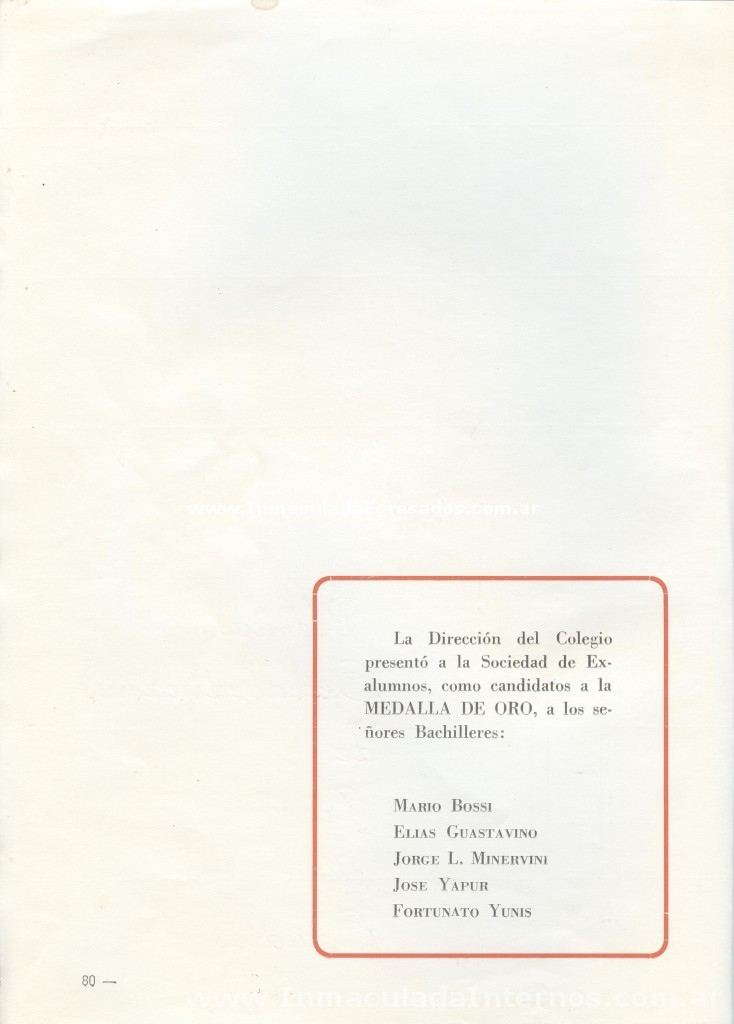 www.InmaculadaEgresados.com.ar
La Dirección del Colegio
presentó a la Sociedad de Ex-
alumnos, como candidatos a la
MEDALLA DE ORO, a los se-
ñores Bachilleres:
MARIO BOSSI
ELIAS GUASTAVINO
JORGE L. MINERVINI
JOSE YAPUR
FORTUNATO YUNIS
80 —
www.InmaculadaInternos.com.ar